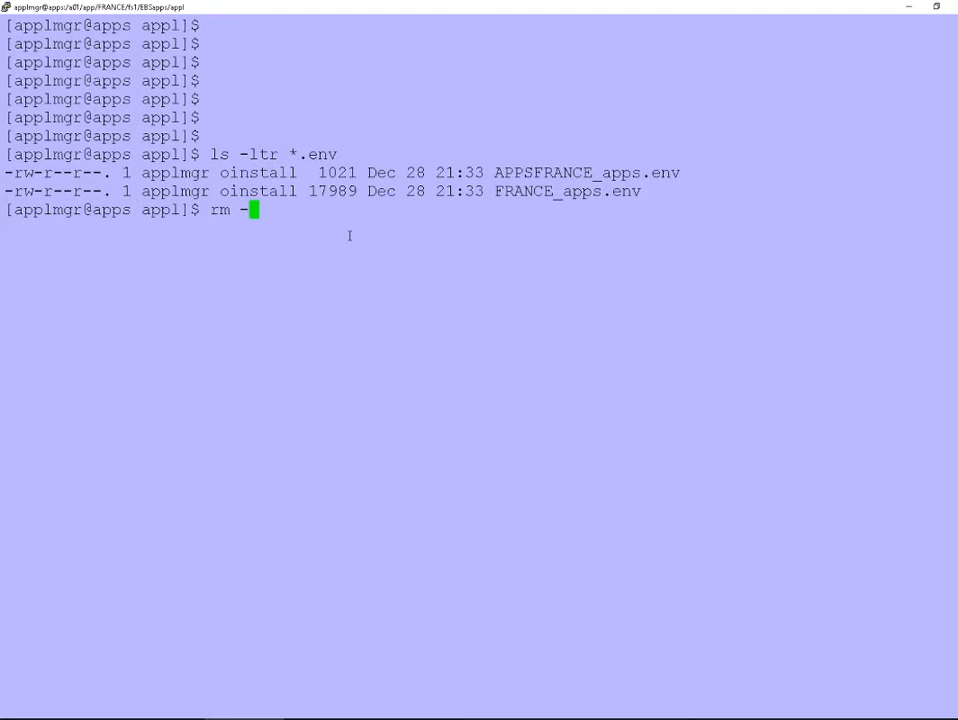 applmgr@apps:/a01/app/FRANCE/fs1/EBSapps/appl
[applmgr@apps appl]$
[applmgr@apps appl]$
[applmgr@apps appl]$
[applmgr@apps appl]$
[applmgr@apps appl]$
[applmgr@apps appl]$
[applmgr@apps appl]$
[applmgr@apps appl]$ ls -ltr *.env
-rw-r--r--. 1 applmgr oinstall  1021 Dec 28 21:33 APPSFRANCE_apps.env
-rw-r--r--. 1 applmgr oinstall 17989 Dec 28 21:33 FRANCE_apps.env
[applmgr@apps appl]$ rm -